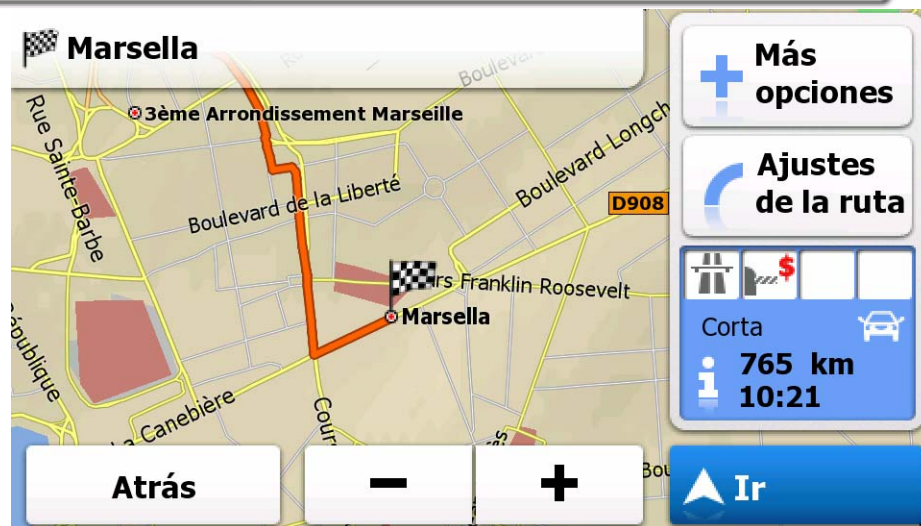 Marsella
Más
opciones
3ème Arrondissement Marseille
Rue Sainte-Barbe
Boulevard Longch
Ajustes
de la ruta
Boulevard de la Liberté
D908
rs Franklin Roosevelt
$
Marsella
Corta
765 km
10:21
Canebière
Cour
Atrás
−
+
Ir